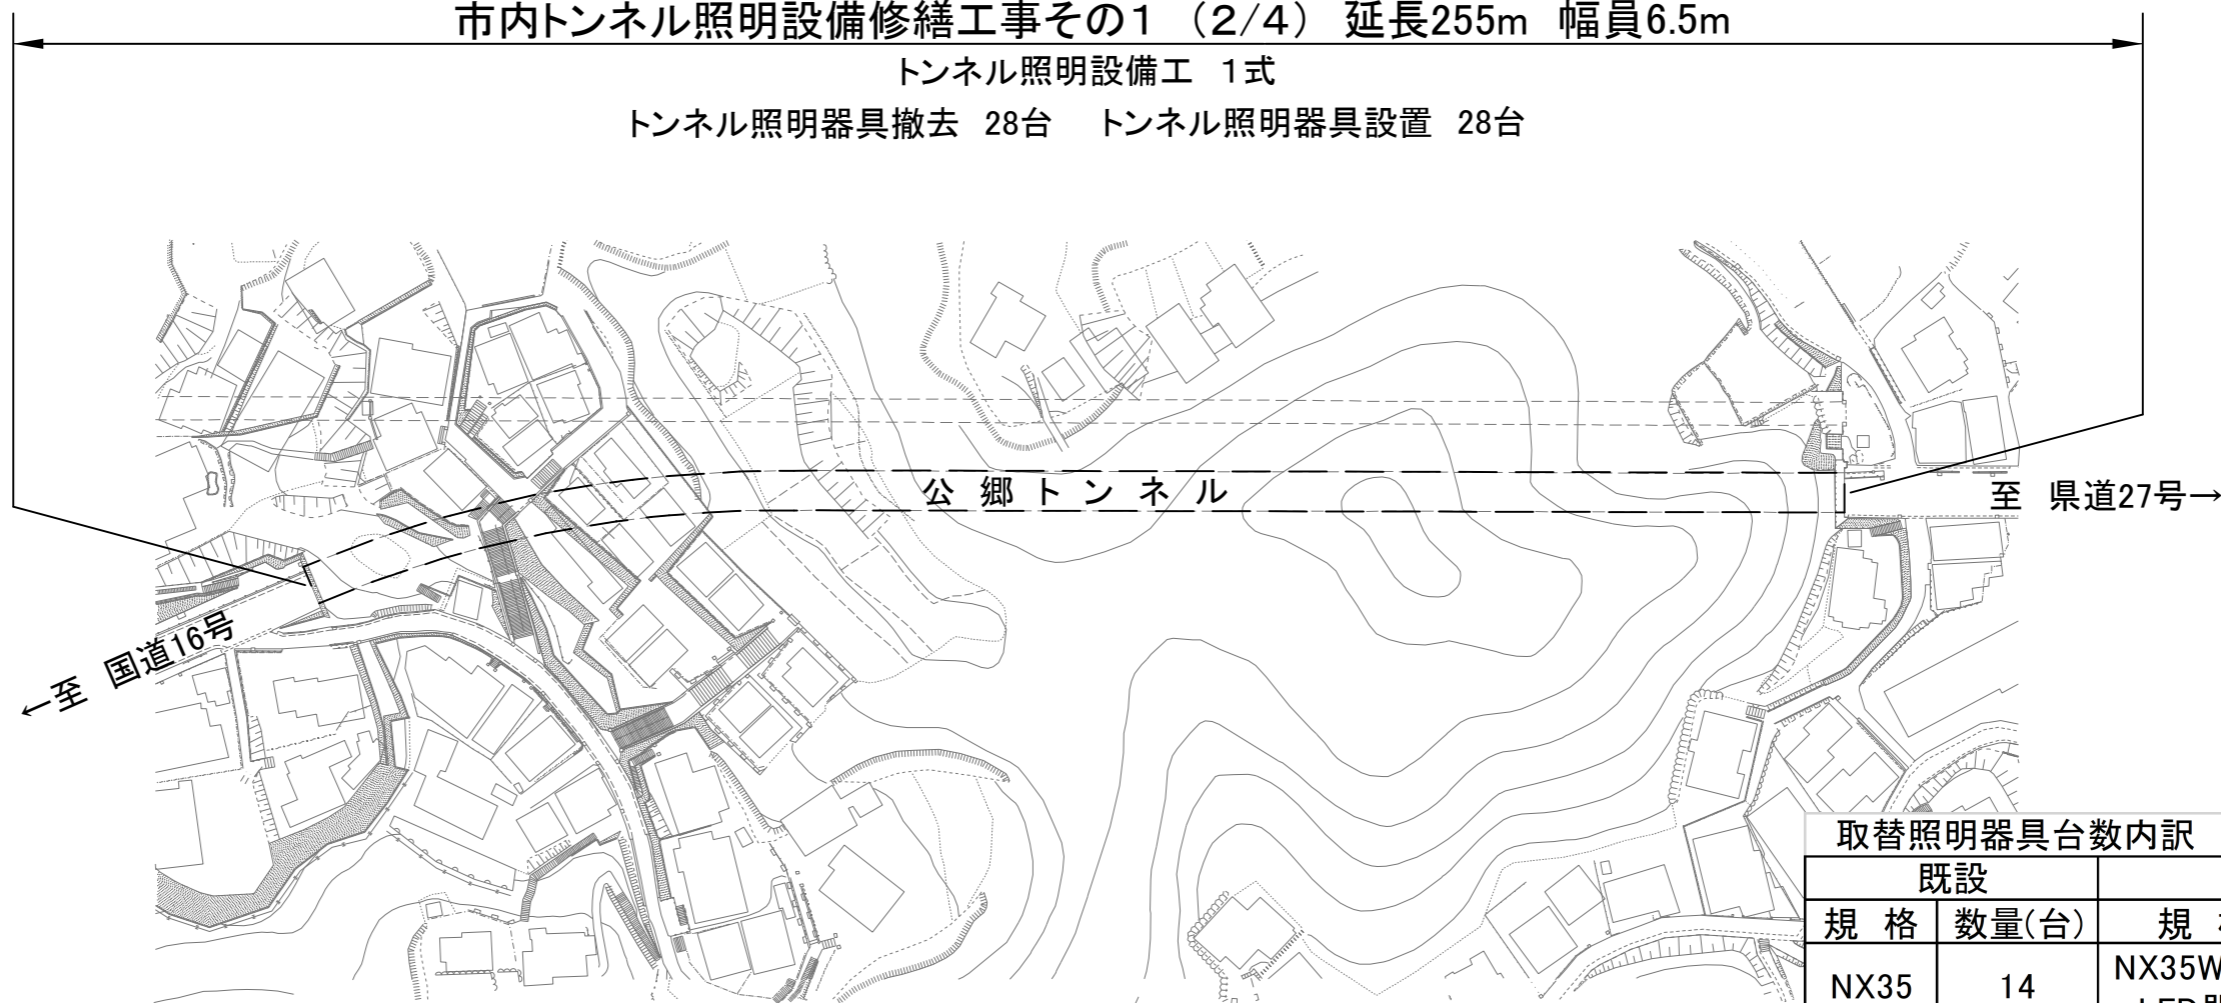 市内トンネル照明設備修繕工事その1 (2/4) 延長255m 幅員6.5m
トンネル照明設備工 1式
トンネル照明器具撤去 28台 トンネル照明器具設置 28台
公郷トンネル
至 県道27号→
←至 国道16号
取替照明器具台数内訳
既設
規 格 数量(台) 規
NX35 14 NX35W